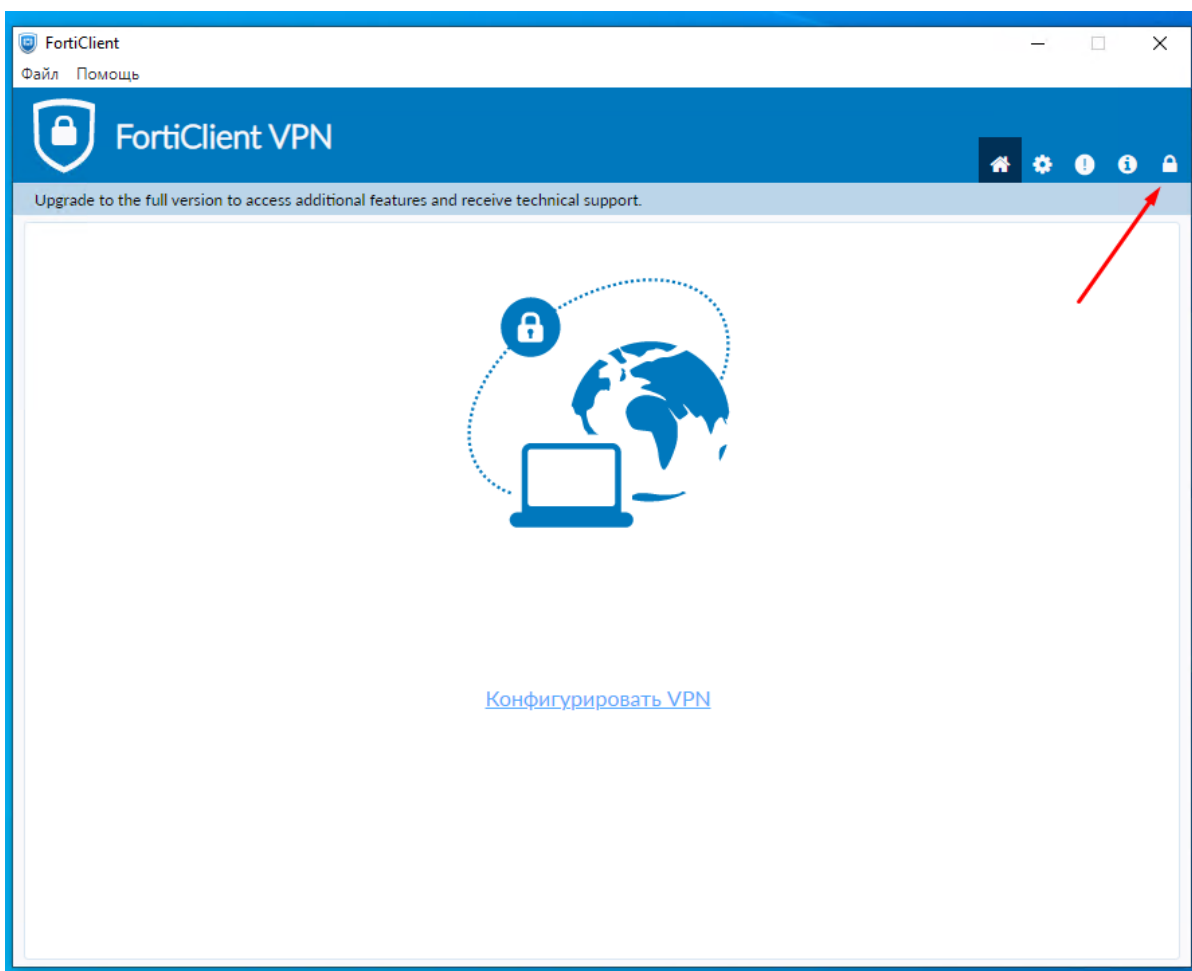 FortiClient
Файл Помощь
FortiClient VPN
Upgrade to the full version to access additional features and receive technical support.
Конфигурировать VPN